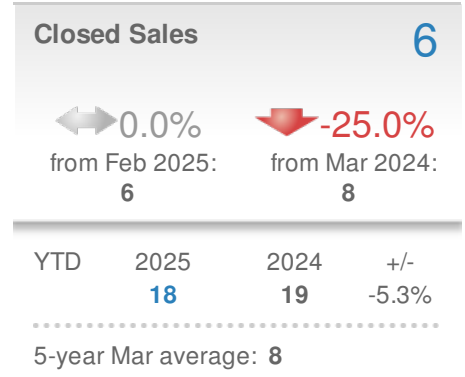 Closed Sales 6
0.0% -25.0%
from Feb 2025: from Mar 2024:
6 8
YTD 2025 2024 +/-
18 19 -5.3%
5-year Mar average: 8